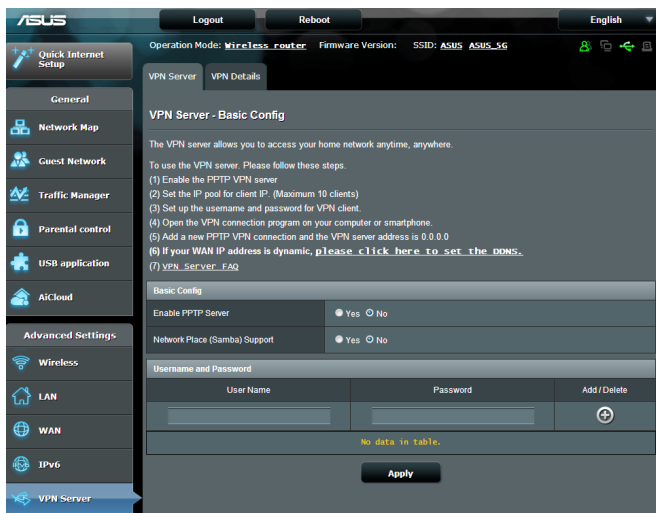 ASUS
Logout
Reboot
English
Quick Internet
Setup
Operation Mode: Wireless router Firmware Version: SSID: ASUS ASUS_5G
VPN Server
VPN Details
General
Network Map
Guest Network
Traffic Manager
Parental control
USB application
AiCloud
Advanced Settings
Wireless
LAN
WAN
IPv6
VPN Server
VPN Server - Basic Config
The VPN server allows you to access your home network anytime, anywhere.
To use the VPN server. Please follow these steps.
(1) Enable the PPTP VPN server
(2) Set the IP pool for client IP. (Maximum 10 clients)
(3) Set up the username and password for VPN client.
(4) Open the VPN connection program on your computer or smartphone.
(5) Add a new PPTP VPN connection and the VPN server address is 0.0.0.0
(6) If your WAN IP address is dynamic, please click here to set the DDNS.
(7) VPN Server FAQ
Basic Config
Enable PPTP Server Yes No
Network Place (Samba) Support Yes No
Username and Password
User Name Password Add / Delete
No data in table.
Apply